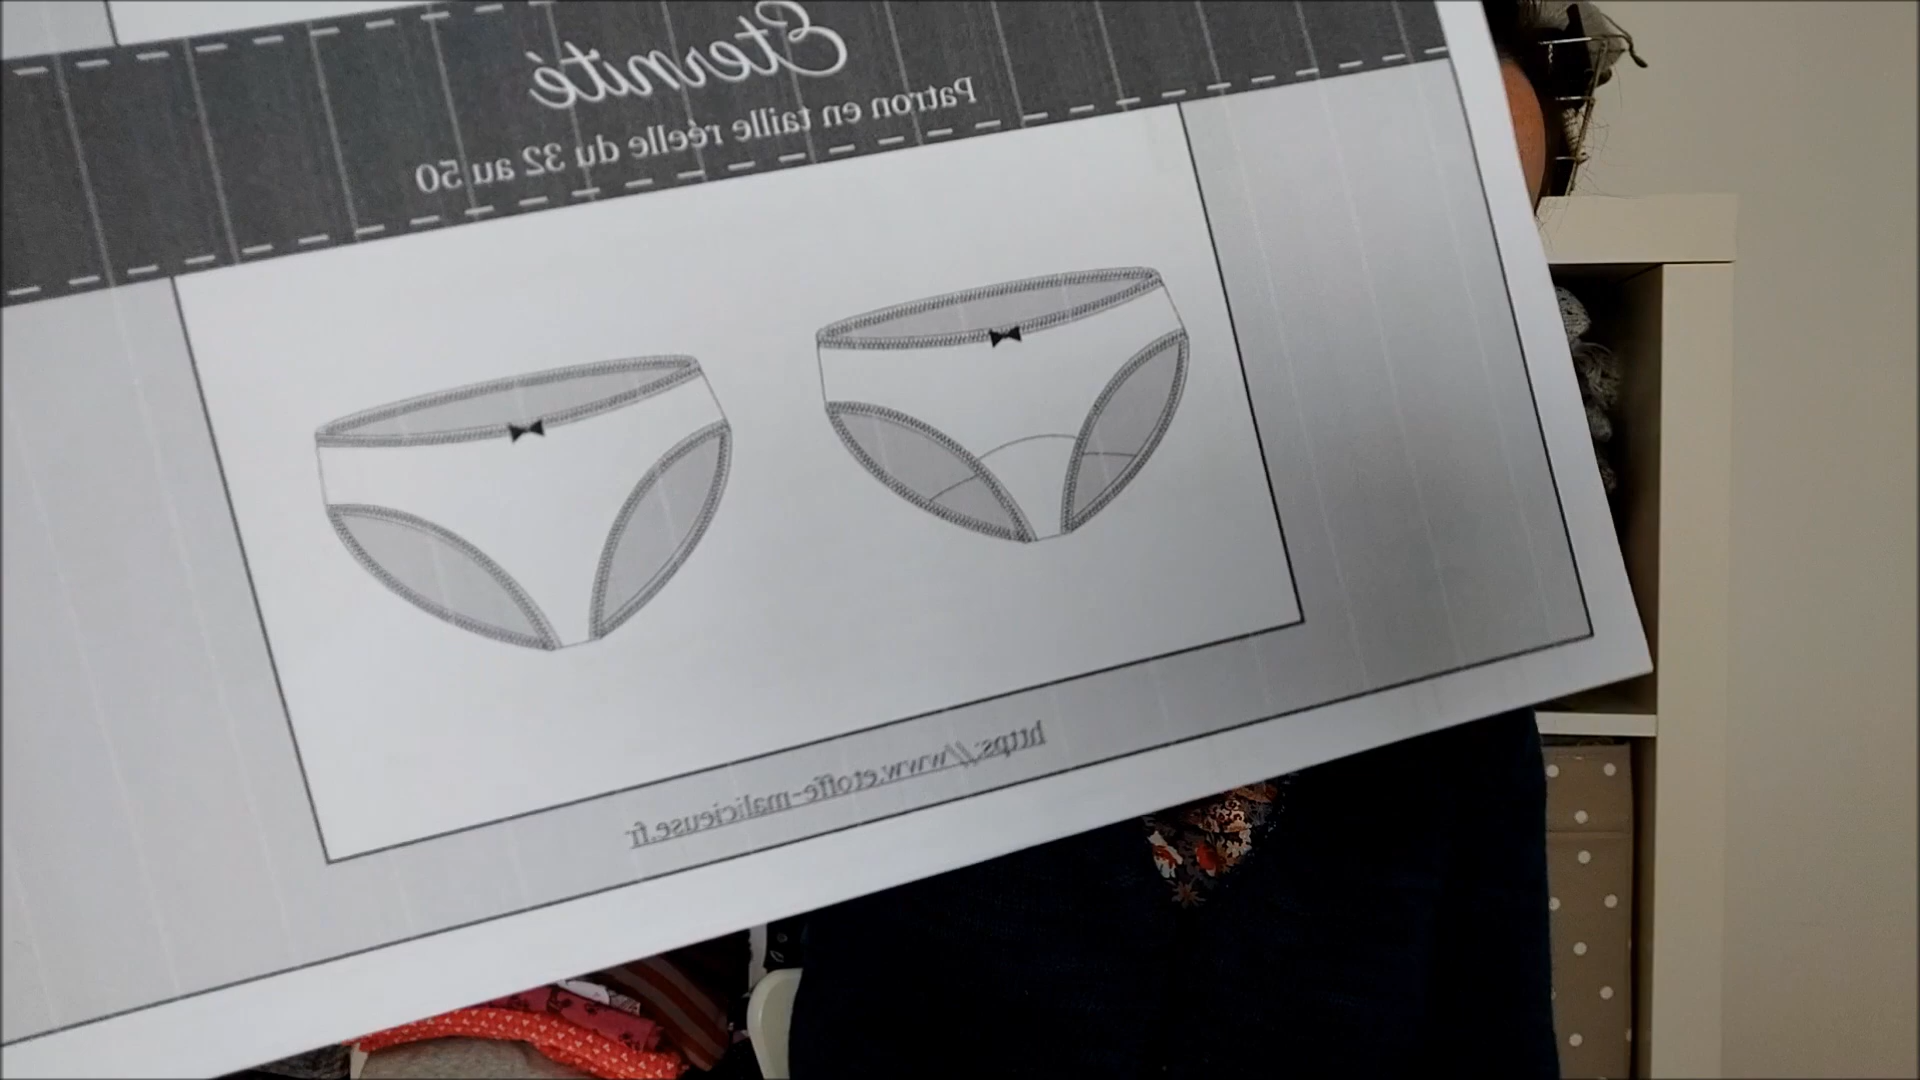 Eternité
Patron en taille réelle du 32 au 50
https://www.etoffe-malicieuse.fr